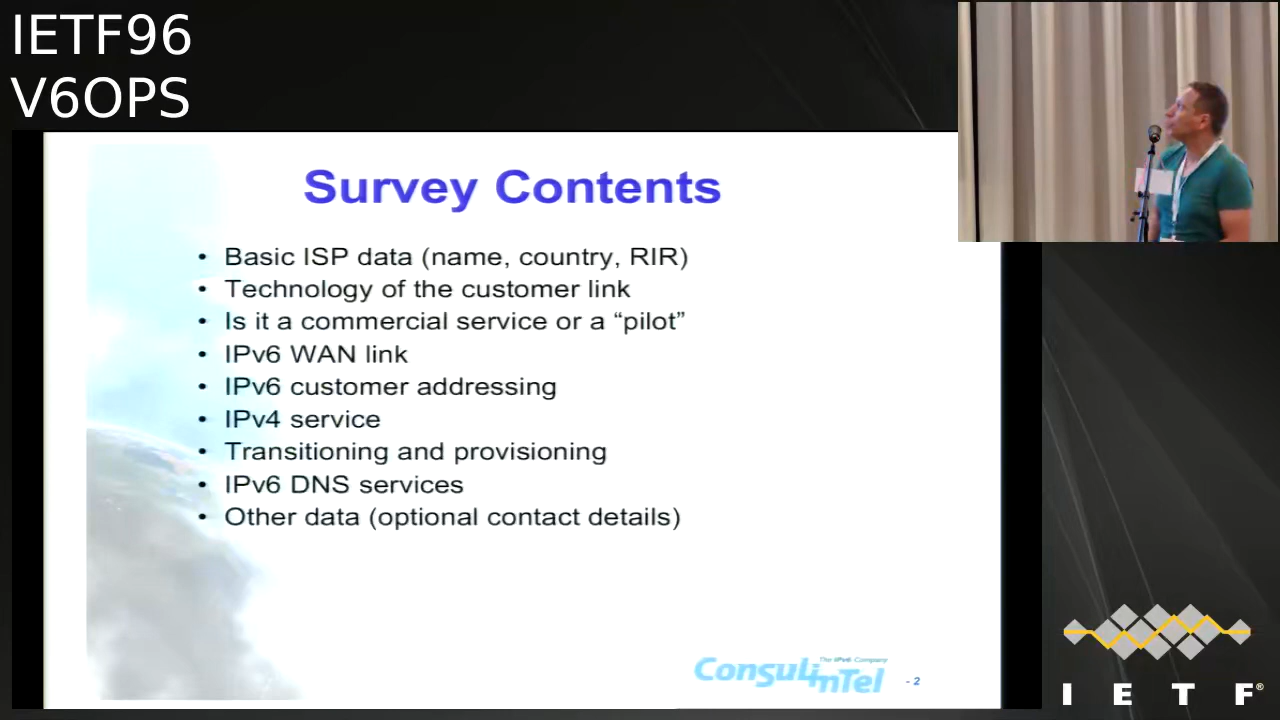 IETF96
V6OPS
Survey Contents
• Basic ISP data (name, country, RIR)
• Technology of the customer link
• Is it a commercial service or a “pilot”
• IPv6 WAN link
• IPv6 customer addressing
• IPv4 service
• Transitioning and provisioning
• IPv6 DNS services
• Other data (optional contact details)
The IPv6 Company
ConsulinTel
- 2
I E T F®